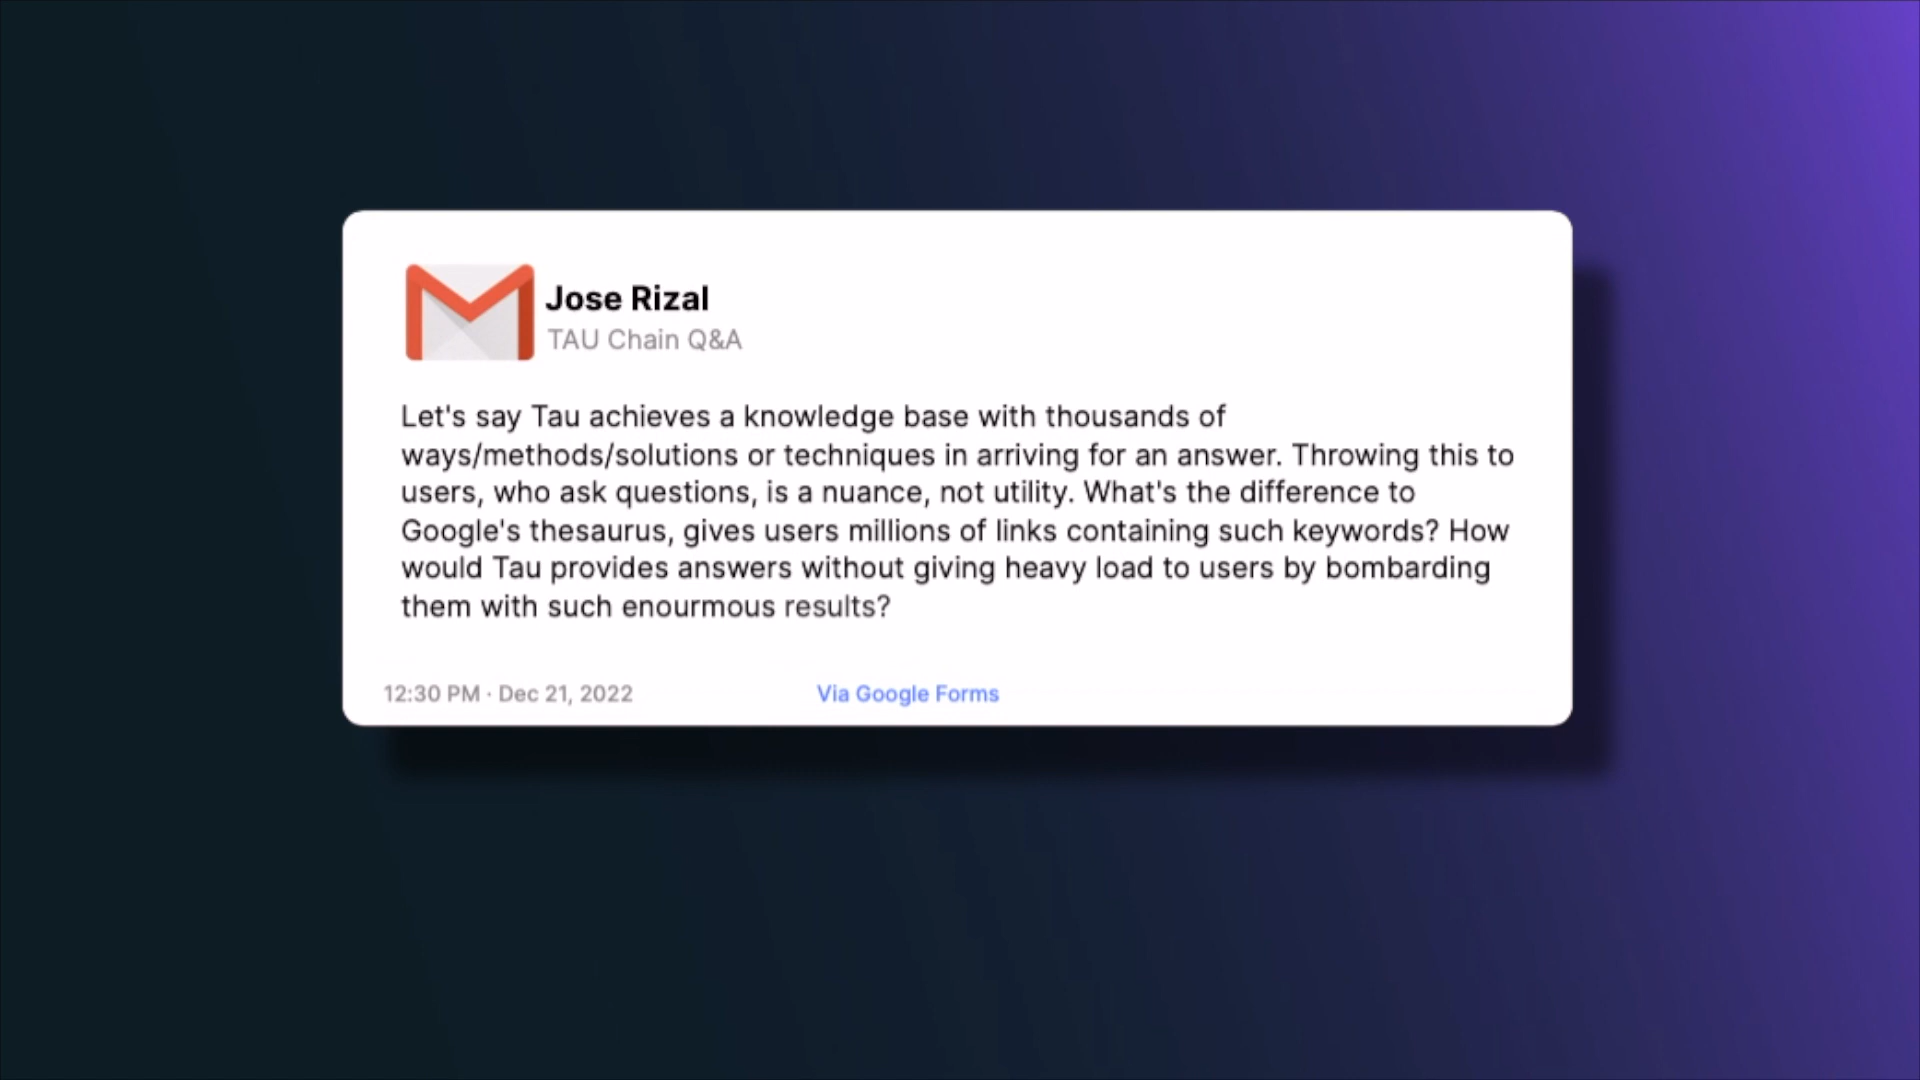 Jose Rizal
TAU Chain Q&A
Let's say Tau achieves a knowledge base with thousands of
ways/methods/solutions or techniques in arriving for an answer. Throwing this to
users, who ask questions, is a nuance, not utility. What's the difference to
Google's thesaurus, gives users millions of links containing such keywords? How
would Tau provides answers without giving heavy load to users by bombarding
them with such enourmous results?
12:30 PM · Dec 21, 2022
Via Google Forms